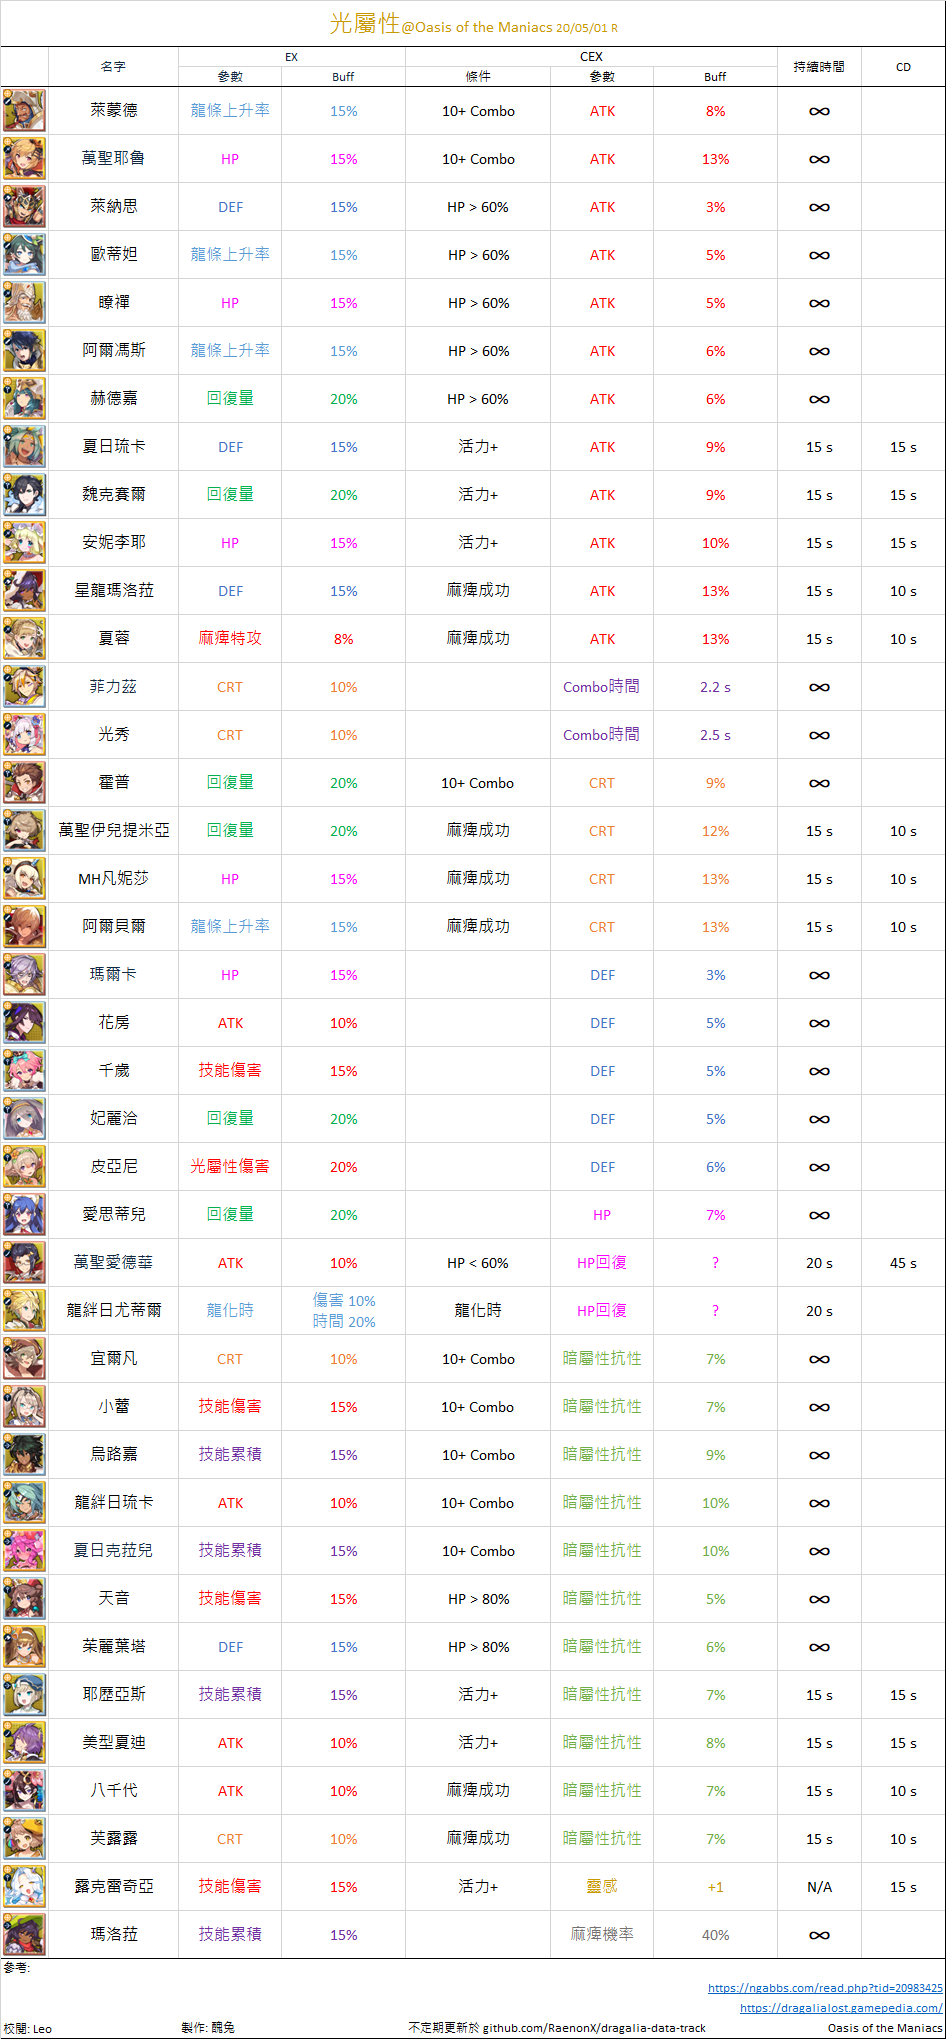 光屬性@Oasis of the Maniacs 20/05/01 R
名字 EX CEX 持續時間 CD
參數 Buff 條件 參數 Buff
萊蒙德 龍條上升率 15% 10+ Combo ATK 8% ∞
萬聖耶魯 HP 15% 10+ Combo ATK 13% ∞
萊納思 DEF 15% HP > 60% ATK 3% ∞
歐蒂妲 龍條上升率 15% HP > 60% ATK 5% ∞
瞭禪 HP 15% HP > 60% ATK 5% ∞
阿爾馮斯 龍條上升率 15% HP > 60% ATK 6% ∞
赫德嘉 回復量 20% HP > 60% ATK 6% ∞
夏日琉卡 DEF 15% 活力+ ATK 9% 15 s 15 s
魏克賽爾 回復量 20% 活力+ ATK 9% 15 s 15 s
安妮李耶 HP 15% 活力+ ATK 10% 15 s 15 s
星龍瑪洛菈 DEF 15% 麻痺成功 ATK 13% 15 s 10 s
夏蓉 麻痺特攻 8% 麻痺成功 ATK 13% 15 s 10 s
菲力茲 CRT 10% Combo時間 2.2 s ∞
光秀 CRT 10% Combo時間 2.5 s ∞
霍普 回復量 20% 10+ Combo CRT 9% ∞
萬聖伊兒提米亞 回復量 20% 麻痺成功 CRT 12% 15 s 10 s
MH凡妮莎 HP 15% 麻痺成功 CRT 13% 15 s 10 s
阿爾貝爾 龍條上升率 15% 麻痺成功 CRT 13% 15 s 10 s
瑪爾卡 HP 15% DEF 3% ∞
花房 ATK 10% DEF 5% ∞
千歲 技能傷害 15% DEF 5% ∞
妃麗洽 回復量 20% DEF 5% ∞
皮亞尼 光屬性傷害 20% DEF 6% ∞
愛思蒂兒 回復量 20% HP 7% ∞
萬聖愛德華 ATK 10% HP < 60% HP回復 ? 20 s 45 s
龍絆日尤蒂爾 龍化時 傷害 10% 龍化時 HP回復 ? 20 s
時間 20%
宜爾凡 CRT 10% 10+ Combo 暗屬性抗性 7% ∞
小蕾 技能傷害 15% 10+ Combo 暗屬性抗性 7% ∞
烏路嘉 技能累積 15% 10+ Combo 暗屬性抗性 9% ∞
龍絆日琉卡 ATK 10% 10+ Combo 暗屬性抗性 10% ∞
夏日克菈兒 技能累積 15% 10+ Combo 暗屬性抗性 10% ∞
天音 技能傷害 15% HP > 80% 暗屬性抗性 5% ∞
茱麗葉塔 DEF 15% HP > 80% 暗屬性抗性 6% ∞
耶歷亞斯 技能累積 15% 活力+ 暗屬性抗性 7% 15 s 15 s
美型夏迪 ATK 10% 活力+ 暗屬性抗性 8% 15 s 15 s
八千代 ATK 10% 麻痺成功 暗屬性抗性 7% 15 s 10 s
芙露露 CRT 10% 麻痺成功 暗屬性抗性 7% 15 s 10 s
露克雷奇亞 技能傷害 15% 活力+ 靈感 +1 N/A 15 s
瑪洛菈 技能累積 15% 麻痺機率 40% ∞
參考:
https://ngabbs.com/read.php?tid=20983425
https://dragalialost.gamepedia.com/
校閱: Leo 製作: 醜兔 不定期更新於 github.com/RaenonX/dragalia-data-track Oasis of the Maniacs